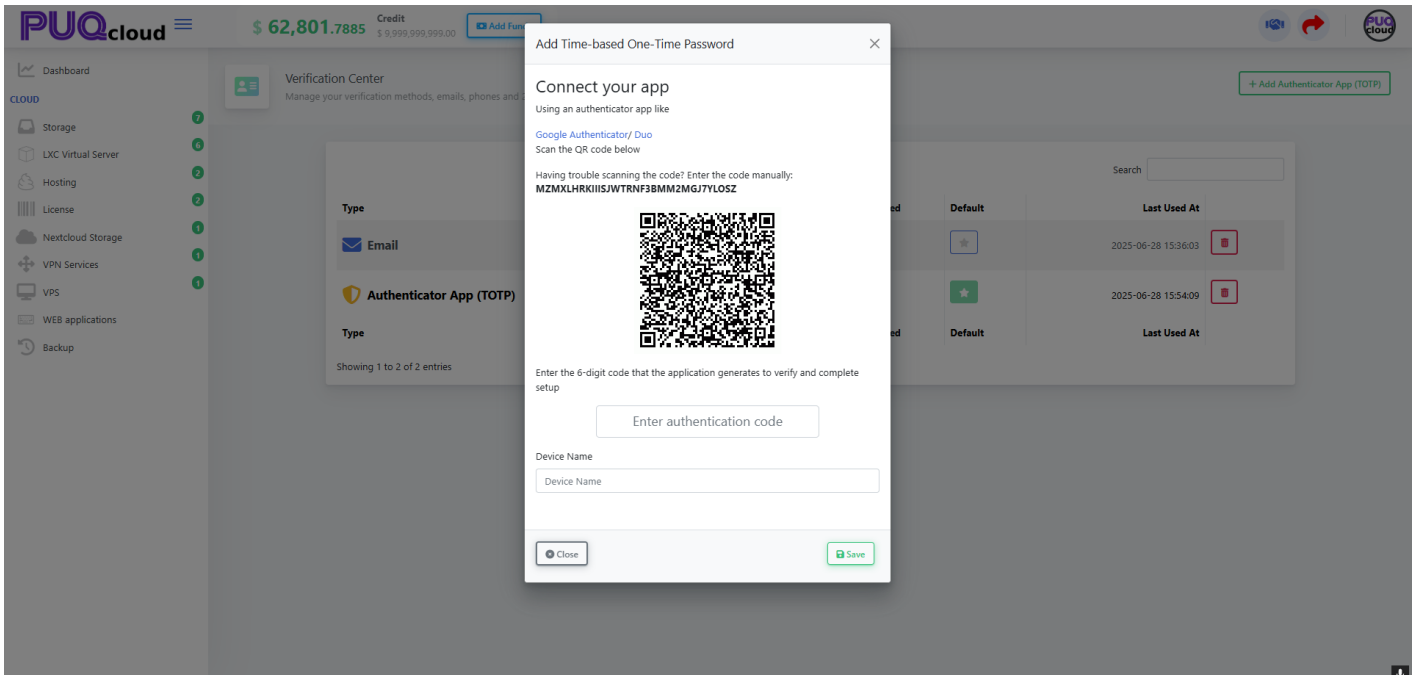 PUQcloud
$ 62,801.7885
Credit
$ 9,999,999,999.00
Add
PUQ
cloud
Dashboard
CLOUD
Storage 7
LXC Virtual Server 6
Hosting 2
License 2
Nextcloud Storage 1
VPN Services 1
VPS 1
WEB applications
Backup
Verification Center
Manage your verification methods, emails, phones and
+ Add Authenticator App (TOTP)
Search
Type Default Last Used At
Email 2025-06-28 15:36:03
Authenticator App (TOTP) 2025-06-28 15:54:09
Type Default Last Used At
Showing 1 to 2 of 2 entries
Add Time-based One-Time Password
Connect your app
Using an authenticator app like
Google Authenticator/ Duo
Scan the QR code below
Having trouble scanning the code? Enter the code manually:
MZMXLHRKIIISJWTRNF3BMM2MGJ7YLOSZ
Enter the 6-digit code that the application generates to verify and complete
setup
Enter authentication code
Device Name
Device Name
Close
Save